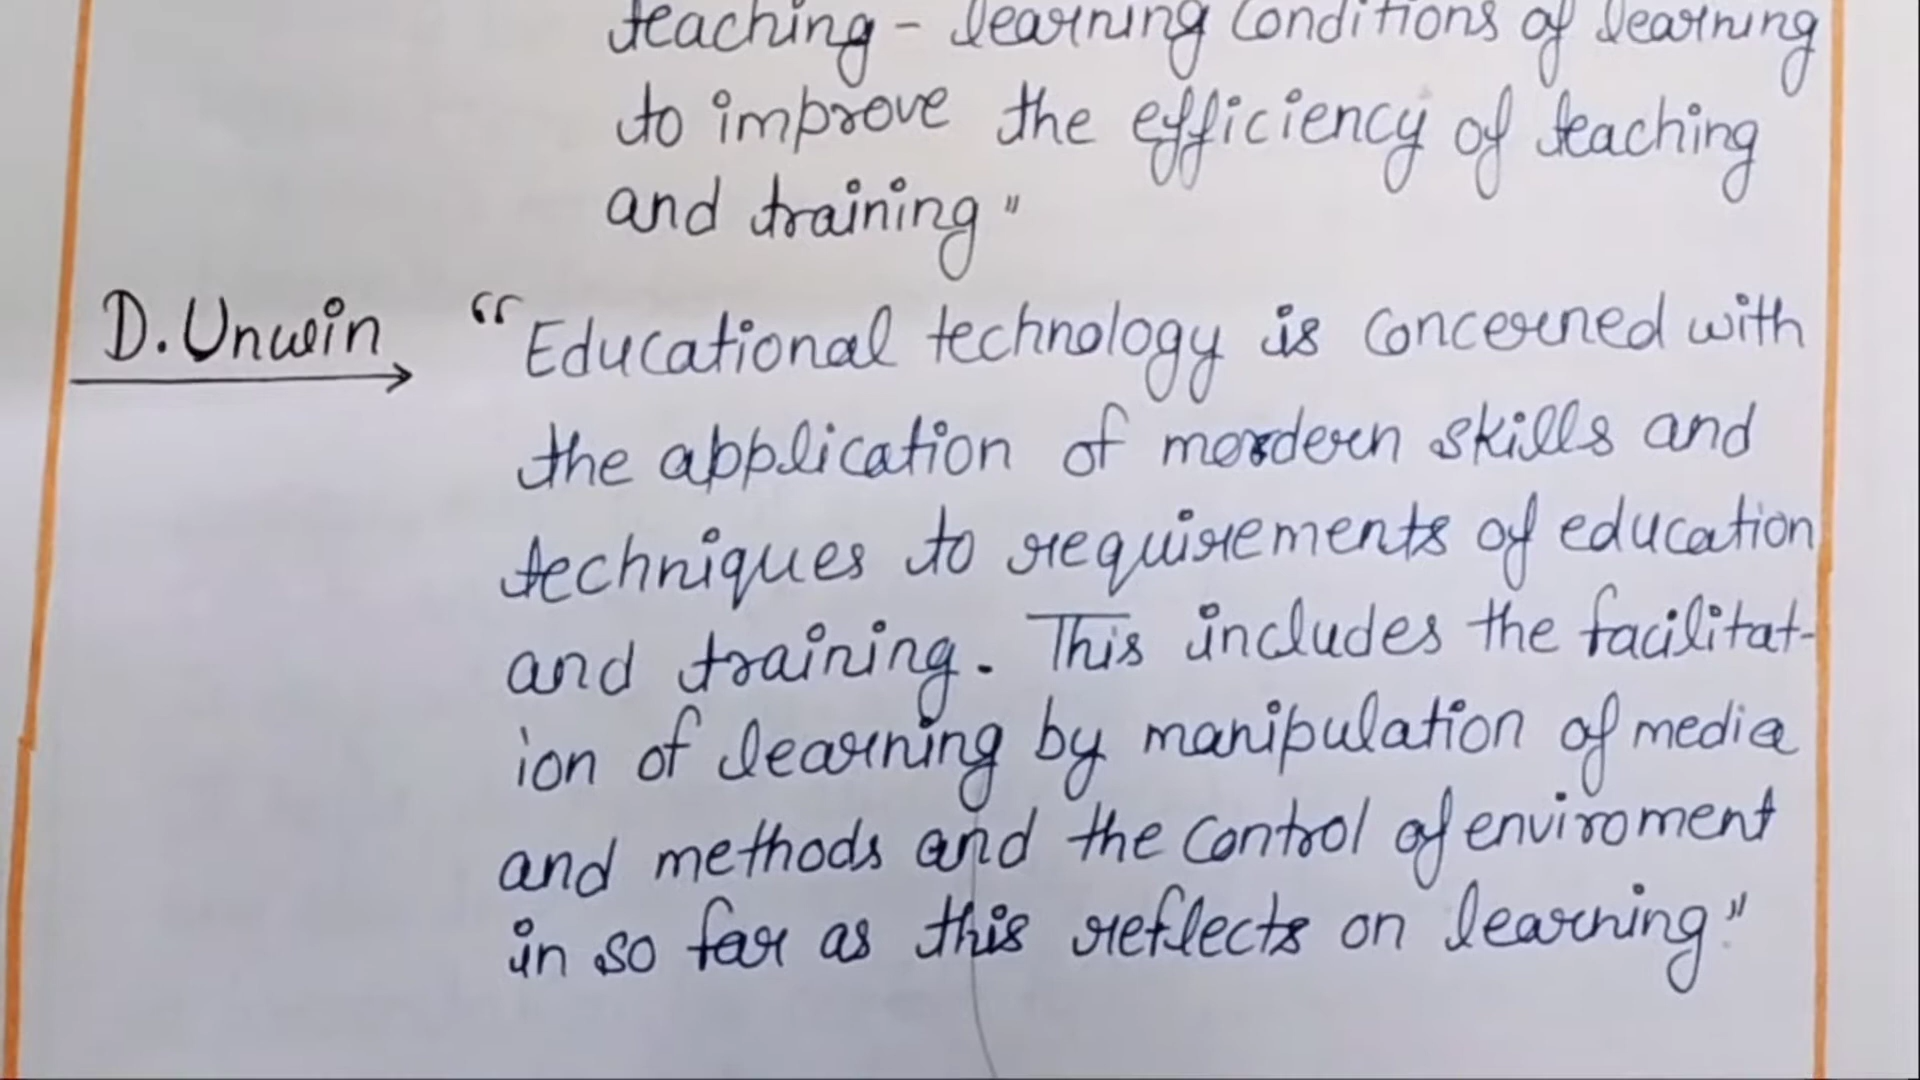 teaching - learning conditions of learning
to improve the efficiency of teaching
and training"
D. Unwin "Educational technology is concerned with
the application of mordern skills and
techniques to requirements of education
and training. This includes the facilitat-
ion of learning by manipulation of media
and methods and the control of enviroment
in so far as this reflects on learning"